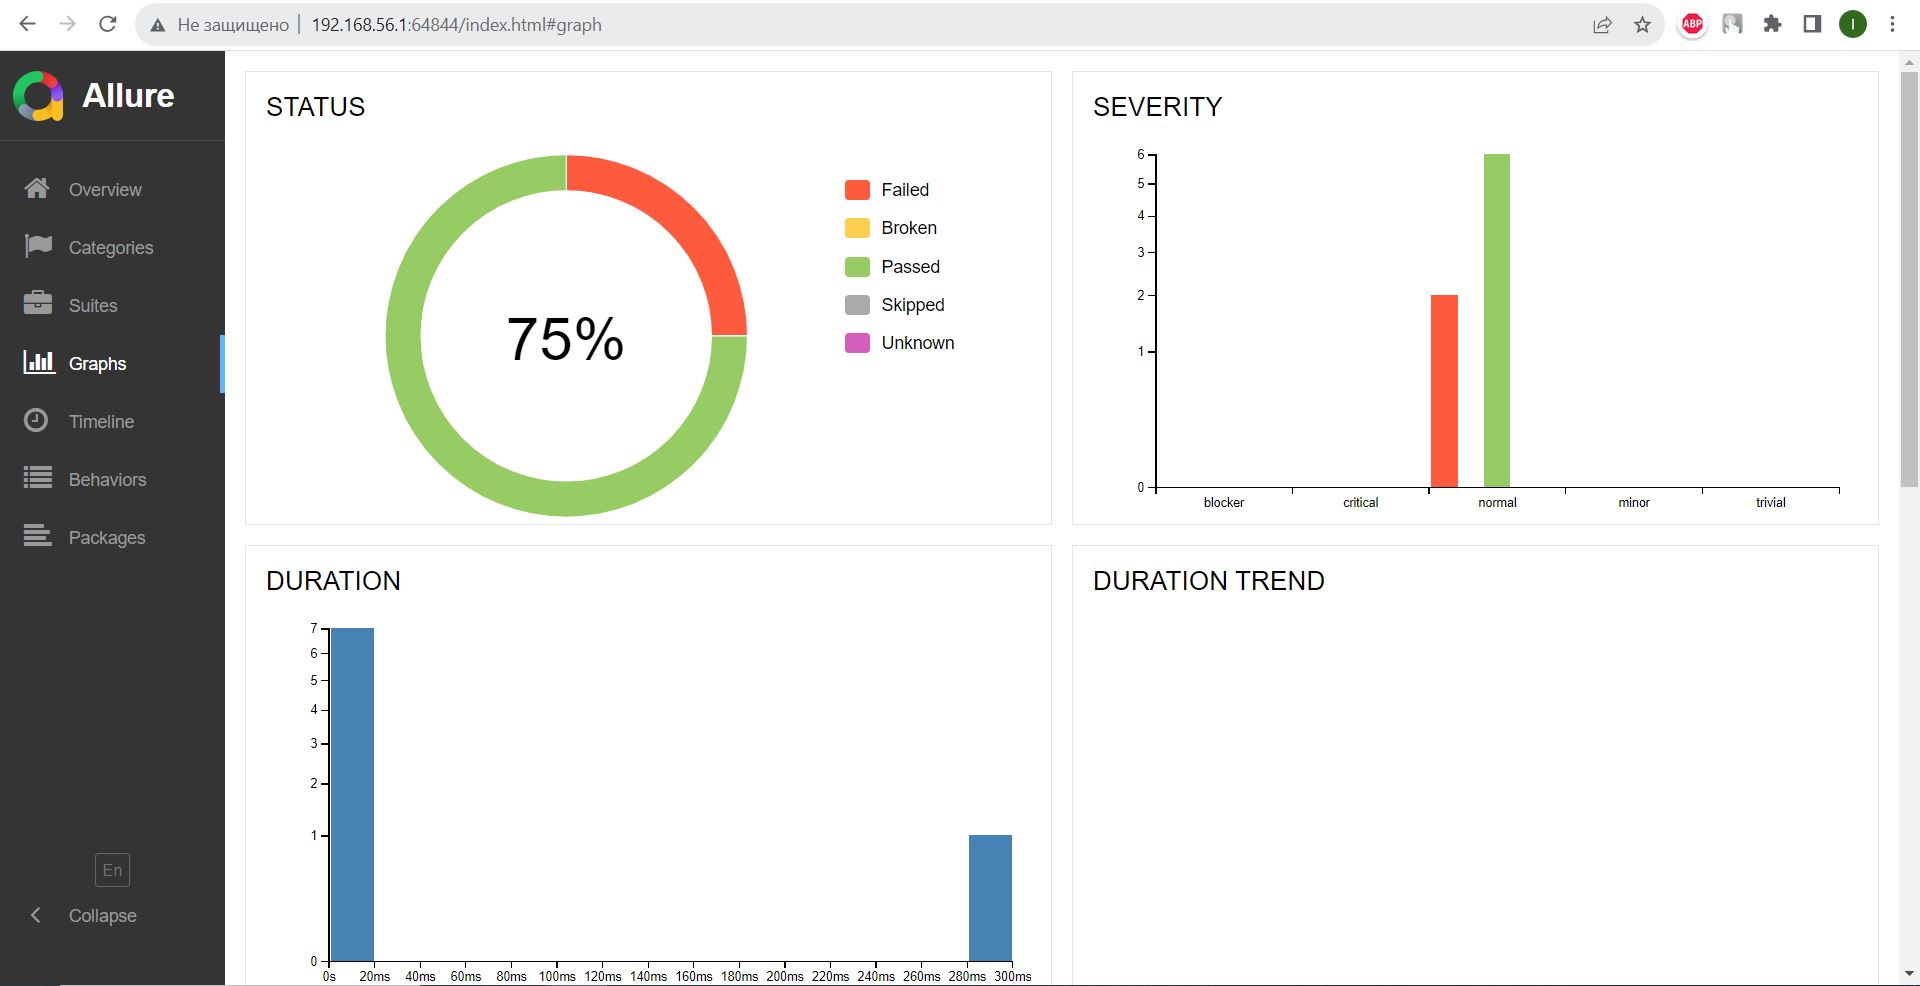 Не защищено 192.168.56.1:64844/index.html#graph
ABP
I
Allure
Overview
Categories
Suites
Graphs
Timeline
Behaviors
Packages
En
Collapse
STATUS
75%
Failed
Broken
Passed
Skipped
Unknown
SEVERITY
6
5
4
3
2
1
0
blocker critical normal minor trivial
DURATION
7
6
5
4
3
2
1
0
0s 20ms 40ms 60ms 80ms 100ms 120ms 140ms 160ms 180ms 200ms 220ms 240ms 260ms 280ms 300ms
DURATION TREND